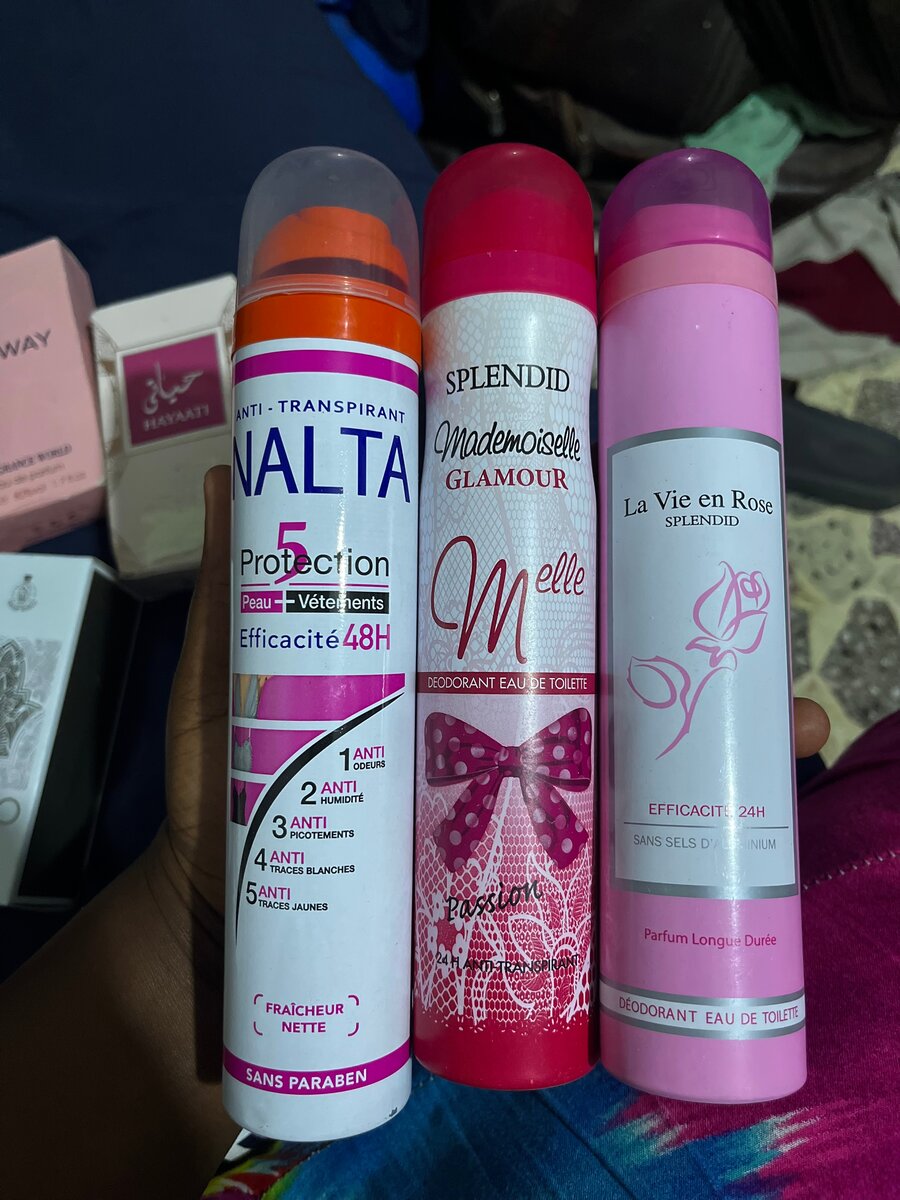 WAY
حياتي
HAYAATI
ANTI - TRANSPIRANT
NALTA
5
Protection
Peau + Vêtements
Efficacité 48H
1 ANTI
ODEURS
2 ANTI
HUMIDITÉ
3 ANTI
PICOTEMENTS
4 ANTI
TRACES BLANCHES
5 ANTI
TRACES JAUNES
FRAÎCHEUR
NETTE
SANS PARABEN
SPLENDID
Mademoiselle
GLAMOUR
Melle
DEODORANT EAU DE TOILETTE
Passion
24 H ANTI-TRANSPIRANT
La Vie en Rose
SPLENDID
EFFICACITÉ 24H
SANS SELS D'ALUMINIUM
Parfum Longue Durée
DÉODORANT EAU DE TOILETTE